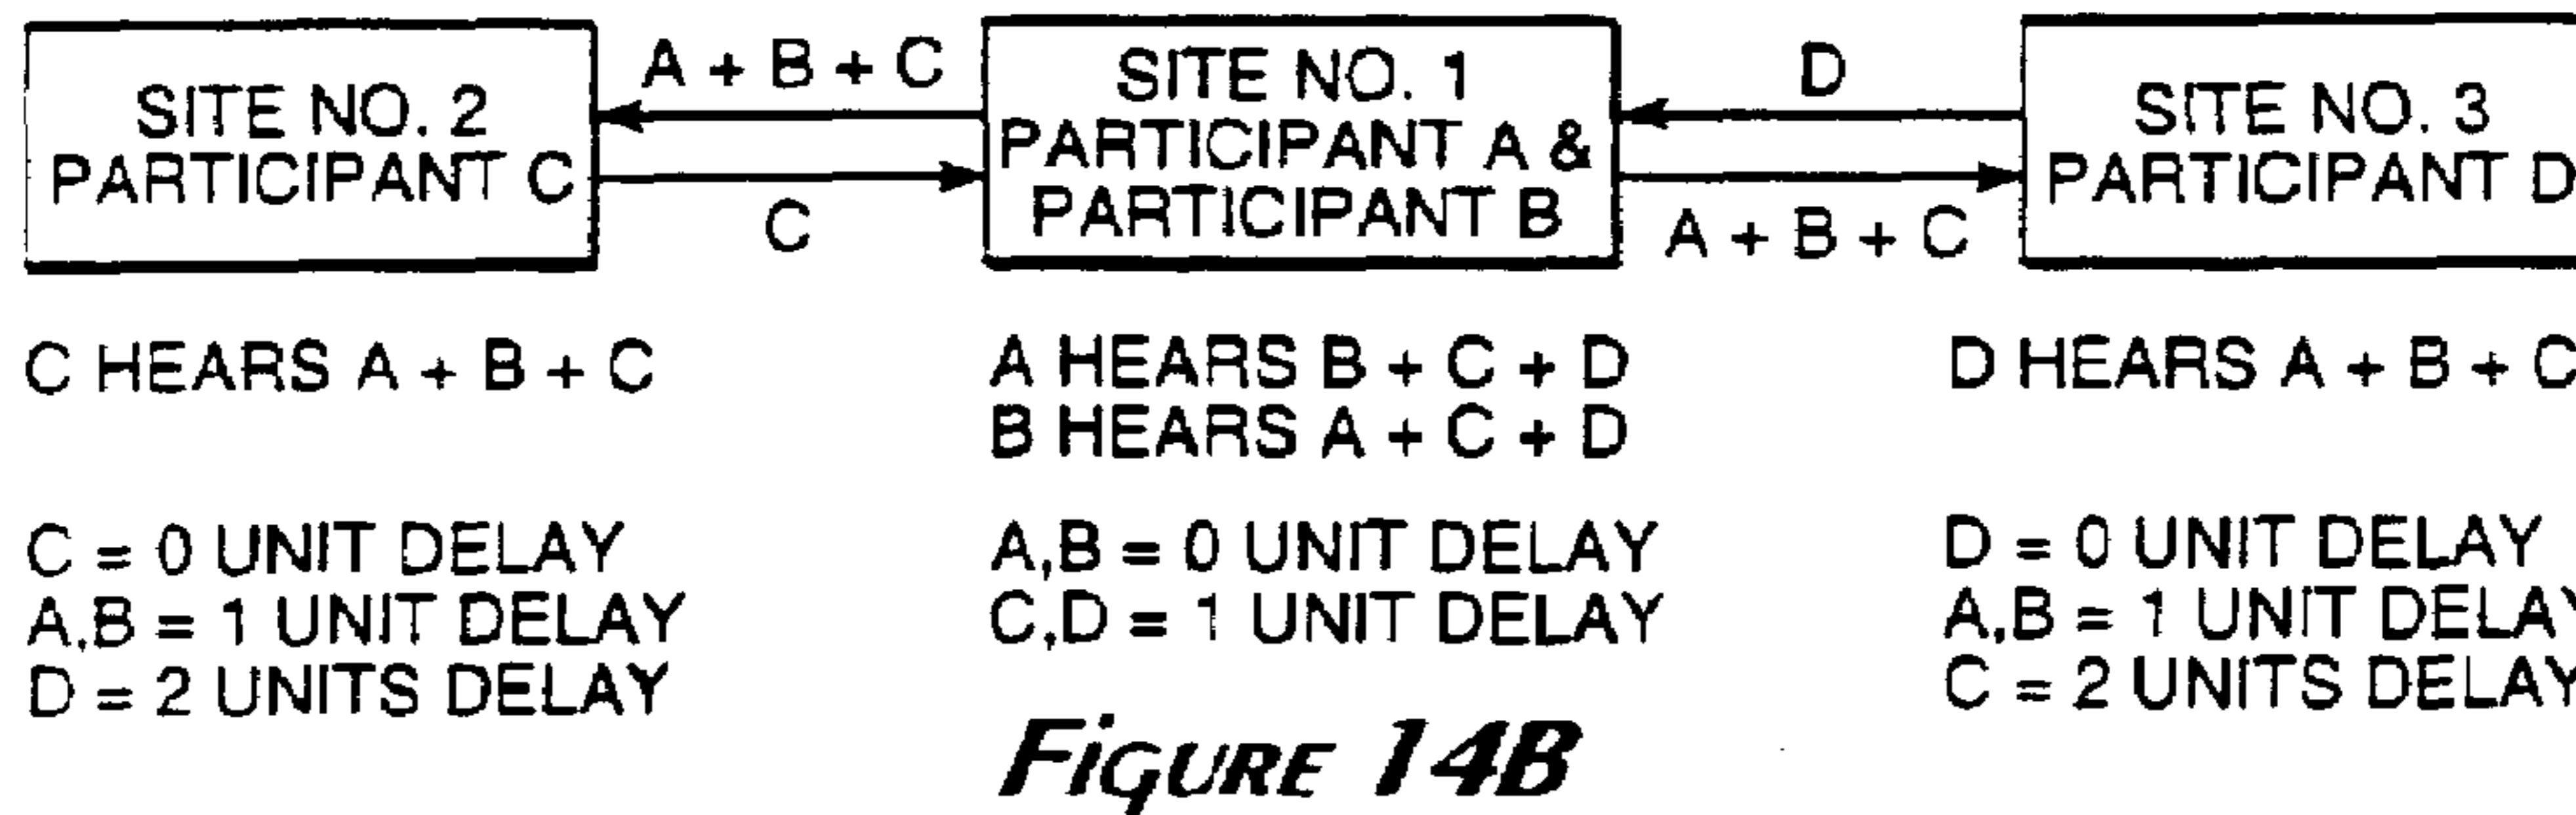 A + B + C
D
SITE NO. 2
PARTICIPANT C
SITE NO. 1
PARTICIPANT A &
PARTICIPANT B
SITE NO. 3
PARTICIPANT D
C
A + B + C
C HEARS A + B + C
A HEARS B + C + D
B HEARS A + C + D
D HEARS A + B + C
C = 0 UNIT DELAY
A,B = 1 UNIT DELAY
D = 2 UNITS DELAY
A,B = 0 UNIT DELAY
C,D = 1 UNIT DELAY
D = 0 UNIT DELAY
A,B = 1 UNIT DELAY
C = 2 UNITS DELAY
FIGURE 14B